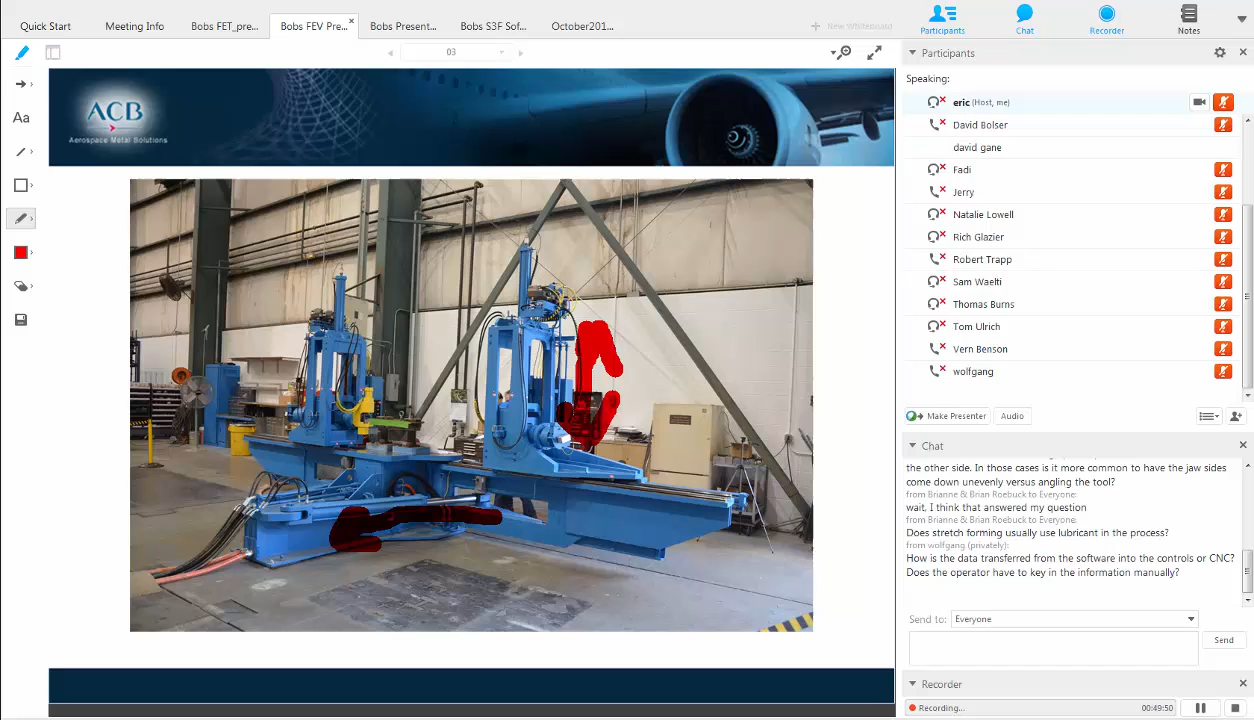 Quick Start
Meeting Info
Bobs FET_pre...
Bobs FEV Pre...
Bobs Present...
Bobs S3F Sof...
October201...
New Whiteboard
Participants
Chat
Recorder
Notes
03
ACB
Aerospace Metal Solutions
Aa
Participants
Speaking:
eric (Host, me)
David Bolser
david gane
Fadi
Jerry
Natalie Lowell
Rich Glazier
Robert Trapp
Sam Waelti
Thomas Burns
Tom Ulrich
Vern Benson
wolfgang
Make Presenter
Audio
Chat
the other side. In those cases is it more common to have the jaw sides
come down unevenly versus angling the tool?
from Brianne & Brian Roebuck to Everyone:
wait, I think that answered my question
from Brianne & Brian Roebuck to Everyone:
Does stretch forming usually use lubricant in the process?
from wolfgang (privately):
How is the data transferred from the software into the controls or CNC?
Does the operator have to key in the information manually?
Send to:
Everyone
Send
Recorder
Recording...
00:49:50